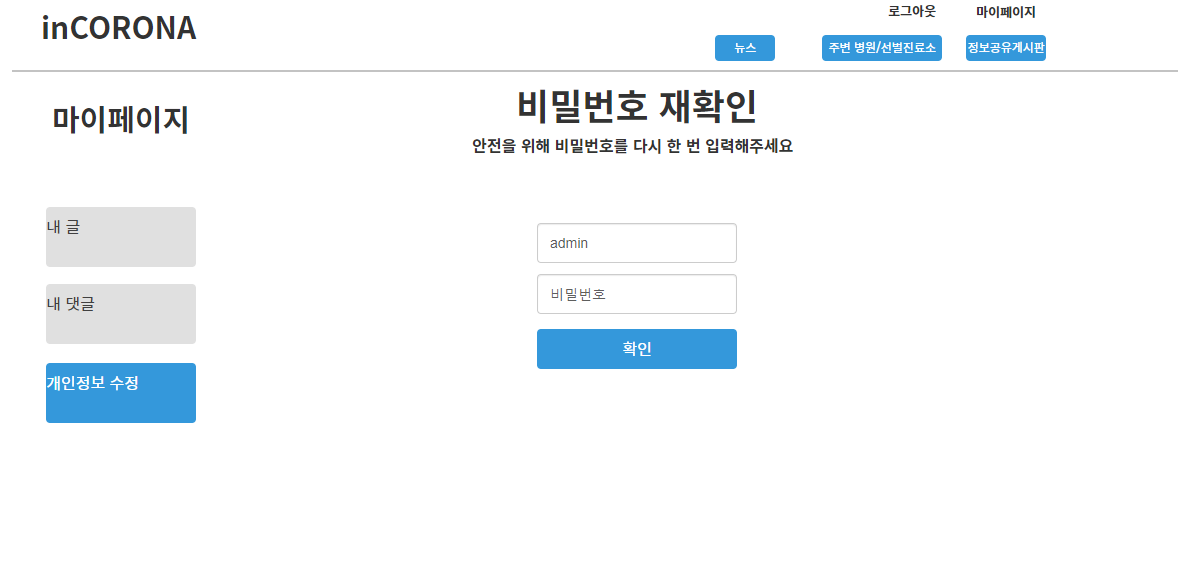 inCORONA
로그아웃 마이페이지
뉴스 주변 병원/선별진료소 정보공유게시판
마이페이지
내 글
내 댓글
개인정보 수정
비밀번호 재확인
안전을 위해 비밀번호를 다시 한 번 입력해주세요
admin
비밀번호
확인